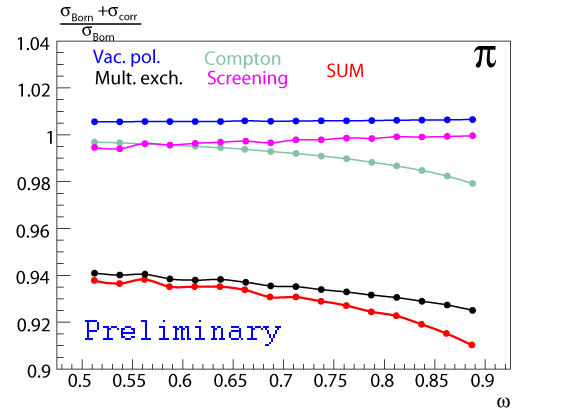 σBorn +σcorr
σBorn
1.04
1.02
1
0.98
0.96
0.94
0.92
0.9
Vac. pol. Compton
Mult. exch. Screening SUM
π
Preliminary
0.5 0.55 0.6 0.65 0.7 0.75 0.8 0.85 0.9
ω